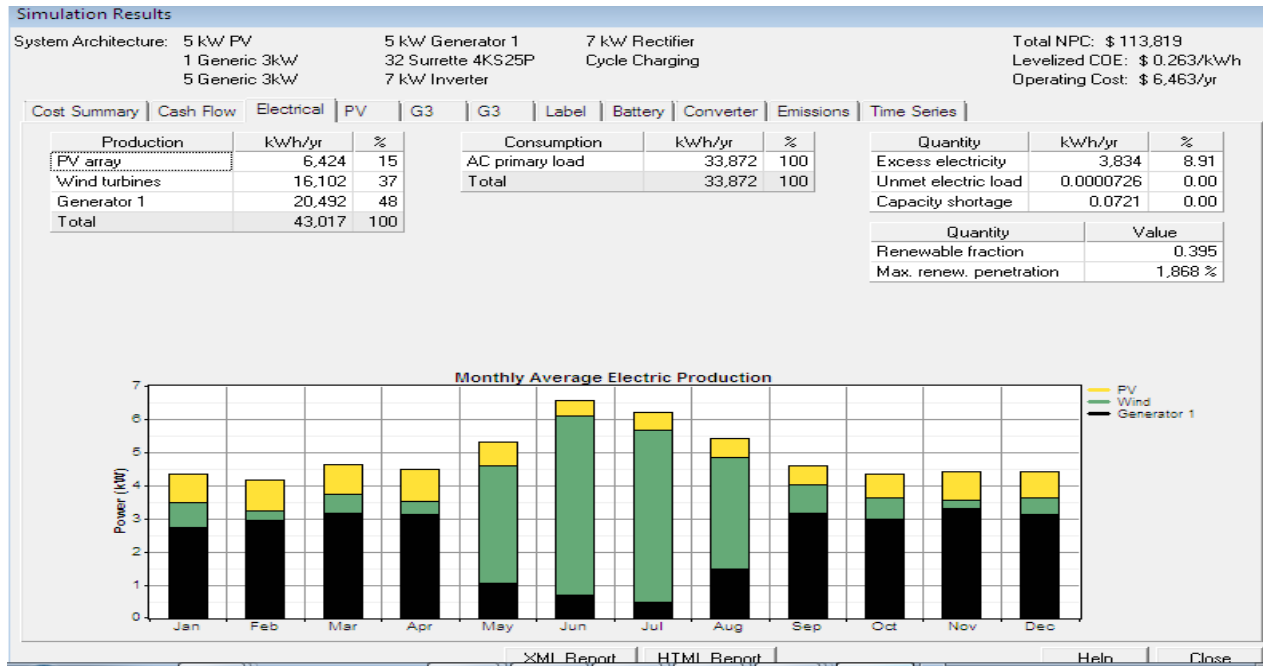 Simulation Results
System Architecture: 5 kW PV 5 kW Generator 1 7 kW Rectifier Total NPC: $ 113,819
1 Generic 3kW 32 Surrette 4KS25P Cycle Charging Levelized COE: $ 0.263/kWh
5 Generic 3kW 7 kW Inverter Operating Cost: $ 6,463/yr
Cost Summary Cash Flow Electrical PV G3 G3 Label Battery Converter Emissions Time Series
Production kWh/yr % Consumption kWh/yr % Quantity kWh/yr %
PV array 6,424 15 AC primary load 33,872 100 Excess electricity 3,834 8.91
Wind turbines 16,102 37 Total 33,872 100 Unmet electric load 0.0000726 0.00
Generator 1 20,492 48 Capacity shortage 0.0721 0.00
Total 43,017 100
Quantity Value
Renewable fraction 0.395
Max. renew. penetration 1,868 %
Monthly Average Electric Production
7
6
5
4
3
2
1
0
Power (kW)
PV
Wind
Generator 1
Jan Feb Mar Apr May Jun Jul Aug Sep Oct Nov Dec
XML Report HTML Report Help Close